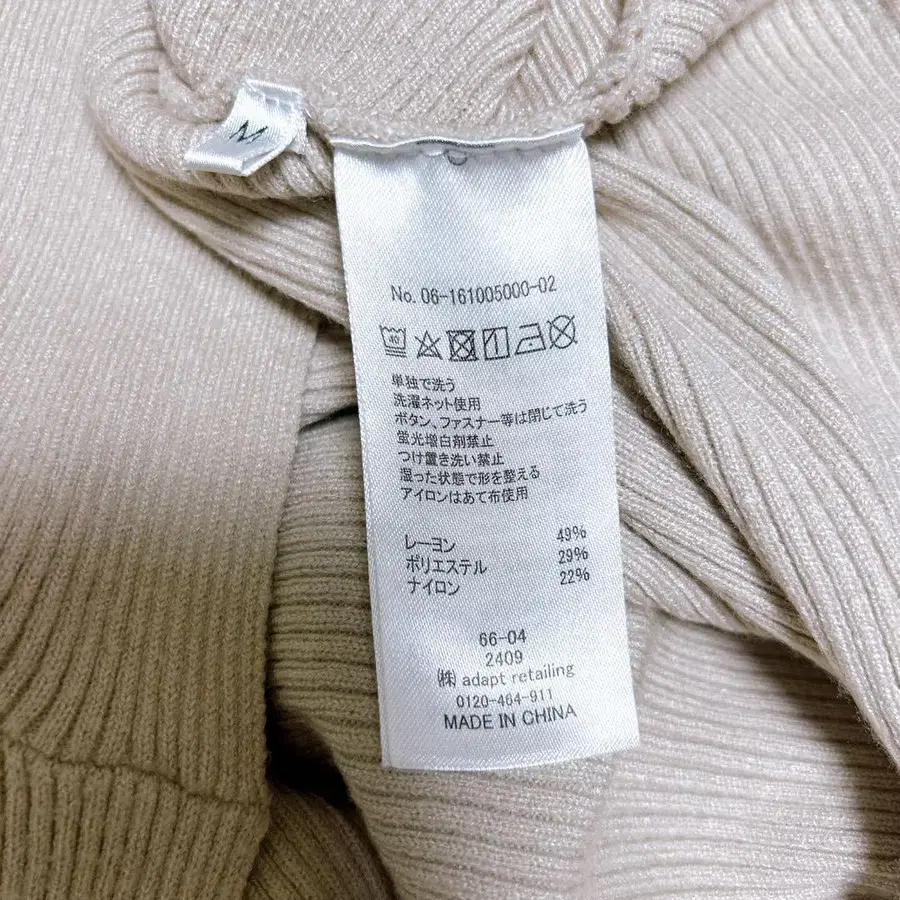 M
No. 06-161005000-02
40
単独で洗う
洗濯ネット使用
ボタン、ファスナー等は閉じて洗う
蛍光増白剤禁止
つけ置き洗い禁止
湿った状態で形を整える
アイロンはあて布使用
レーヨン 49%
ポリエステル 29%
ナイロン 22%
66-04
2409
㈱ adapt retailing
0120-464-911
MADE IN CHINA